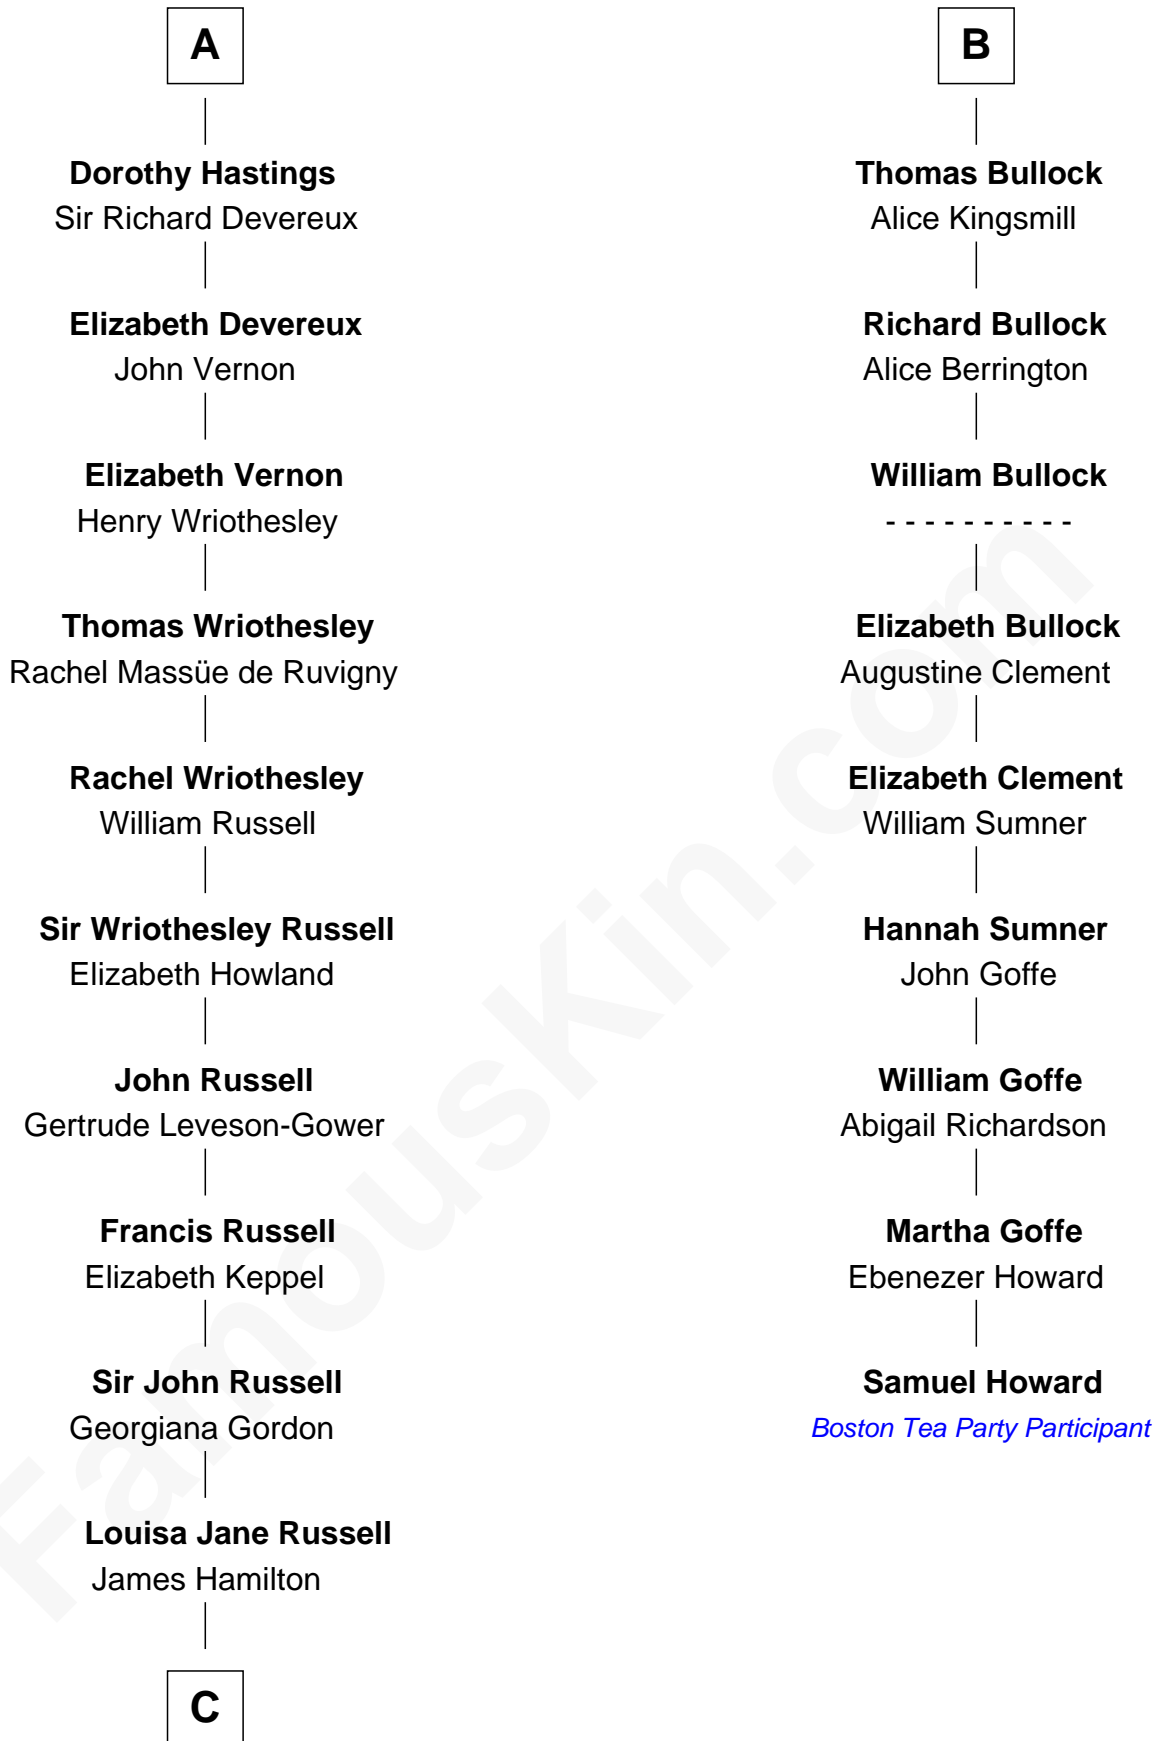 A
Dorothy Hastings
Sir Richard Devereux
Elizabeth Devereux
John Vernon
Elizabeth Vernon
Henry Wriothesley
Thomas Wriothesley
Rachel Massüe de Ruvigny
Rachel Wriothesley
William Russell
Sir Wriothesley Russell
Elizabeth Howland
John Russell
Gertrude Leveson-Gower
Francis Russell
Elizabeth Keppel
Sir John Russell
Georgiana Gordon
Louisa Jane Russell
James Hamilton
C
B
Thomas Bullock
Alice Kingsmill
Richard Bullock
Alice Berrington
William Bullock
- - - - - - - - - -
Elizabeth Bullock
Augustine Clement
Elizabeth Clement
William Sumner
Hannah Sumner
John Goffe
William Goffe
Abigail Richardson
Martha Goffe
Ebenezer Howard
Samuel Howard
Boston Tea Party Participant
FamousKin.com